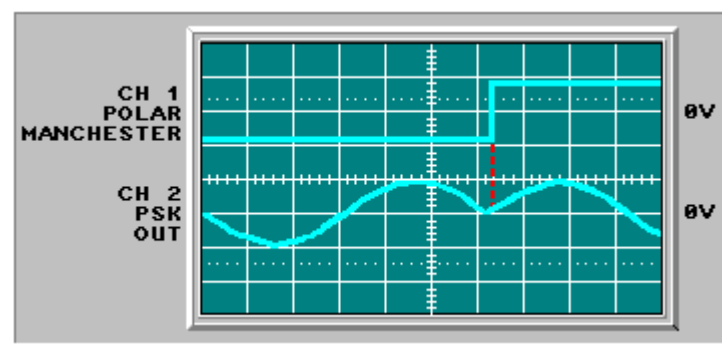 CH 1
POLAR
MANCHESTER
0V
CH 2
PSK
OUT
0V